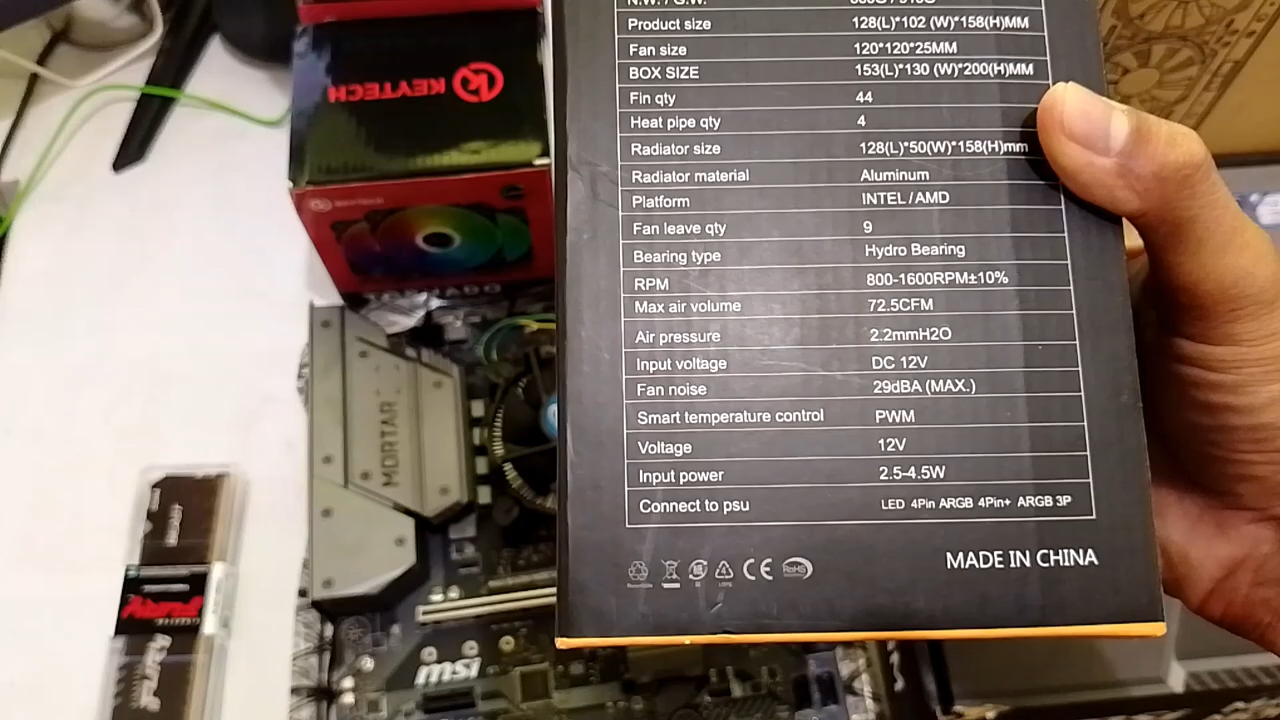 Product size 128(L)*102 (W)*158(H)MM
Fan size 120*120*25MM
BOX SIZE 153(L)*130 (W)*200(H)MM
Fin qty 44
Heat pipe qty 4
Radiator size 128(L)*50(W)*158(H)mm
Radiator material Aluminum
Platform INTEL/AMD
Fan leave qty 9
Bearing type Hydro Bearing
RPM 800-1600RPM±10%
Max air volume 72.5CFM
Air pressure 2.2mmH2O
Input voltage DC 12V
Fan noise 29dBA (MAX.)
Smart temperature control PWM
Voltage 12V
Input power 2.5-4.5W
Connect to psu LED 4Pin ARGB 4Pin+ ARGB 3P
CE RoHS
MADE IN CHINA
KEYTECH
MORTAR
msi